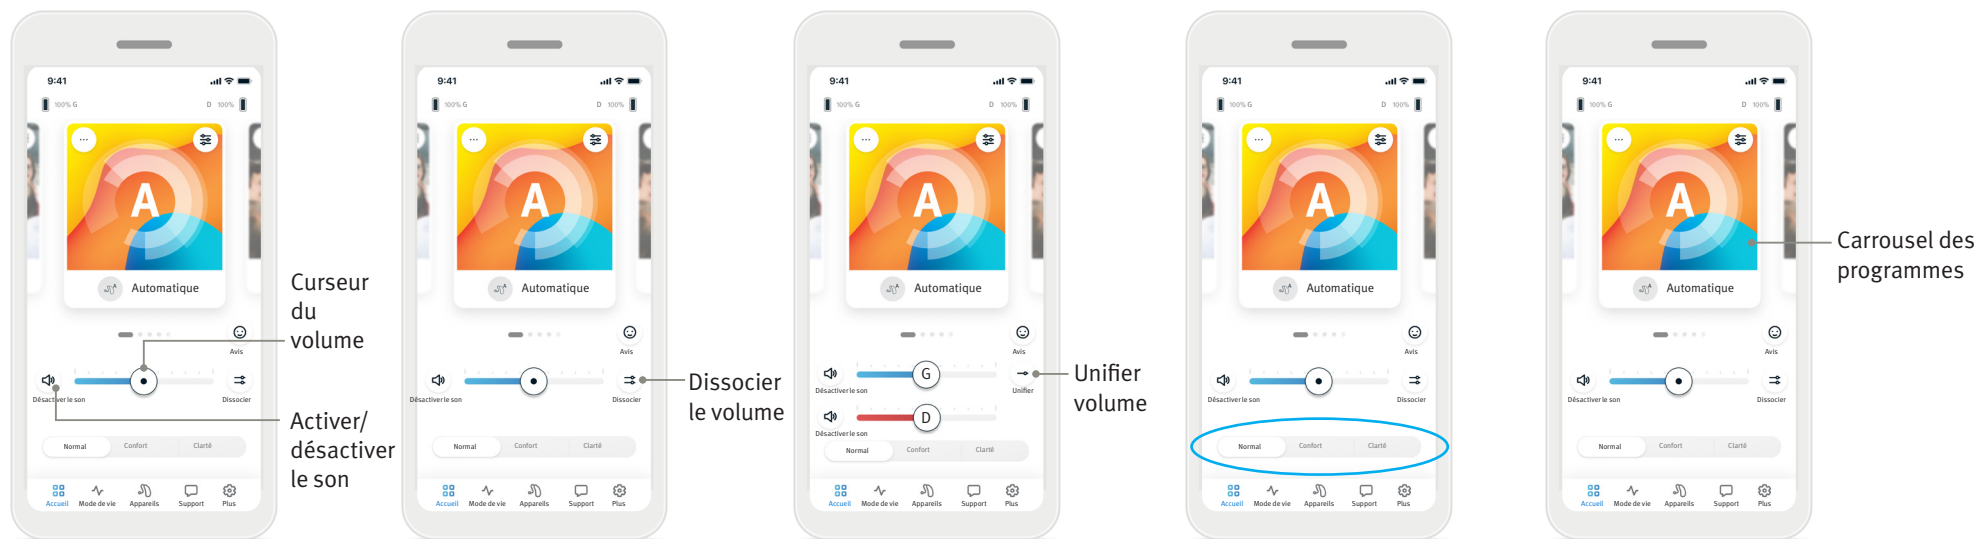 9:41
100% G
D 100%
A
Automatique
Avis
Désactiver le son
Dissocier
Normal
Confort
Clarté
Accueil
Mode de vie
Appareils
Support
Plus
Curseur
du
volume
Activer/
désactiver
le son
9:41
100% G
D 100%
A
Automatique
Avis
Désactiver le son
Dissocier
Normal
Confort
Clarté
Accueil
Mode de vie
Appareils
Support
Plus
Dissocier
le volume
9:41
100% G
D 100%
A
Automatique
Avis
G
Désactiver le son
Unifier
D
Désactiver le son
Normal
Confort
Clarté
Accueil
Mode de vie
Appareils
Support
Plus
Unifier
volume
9:41
100% G
D 100%
A
Automatique
Avis
Désactiver le son
Dissocier
Normal
Confort
Clarté
Accueil
Mode de vie
Appareils
Support
Plus
9:41
100% G
D 100%
A
Automatique
Avis
Désactiver le son
Dissocier
Normal
Confort
Clarté
Accueil
Mode de vie
Appareils
Support
Plus
Carrousel des
programmes